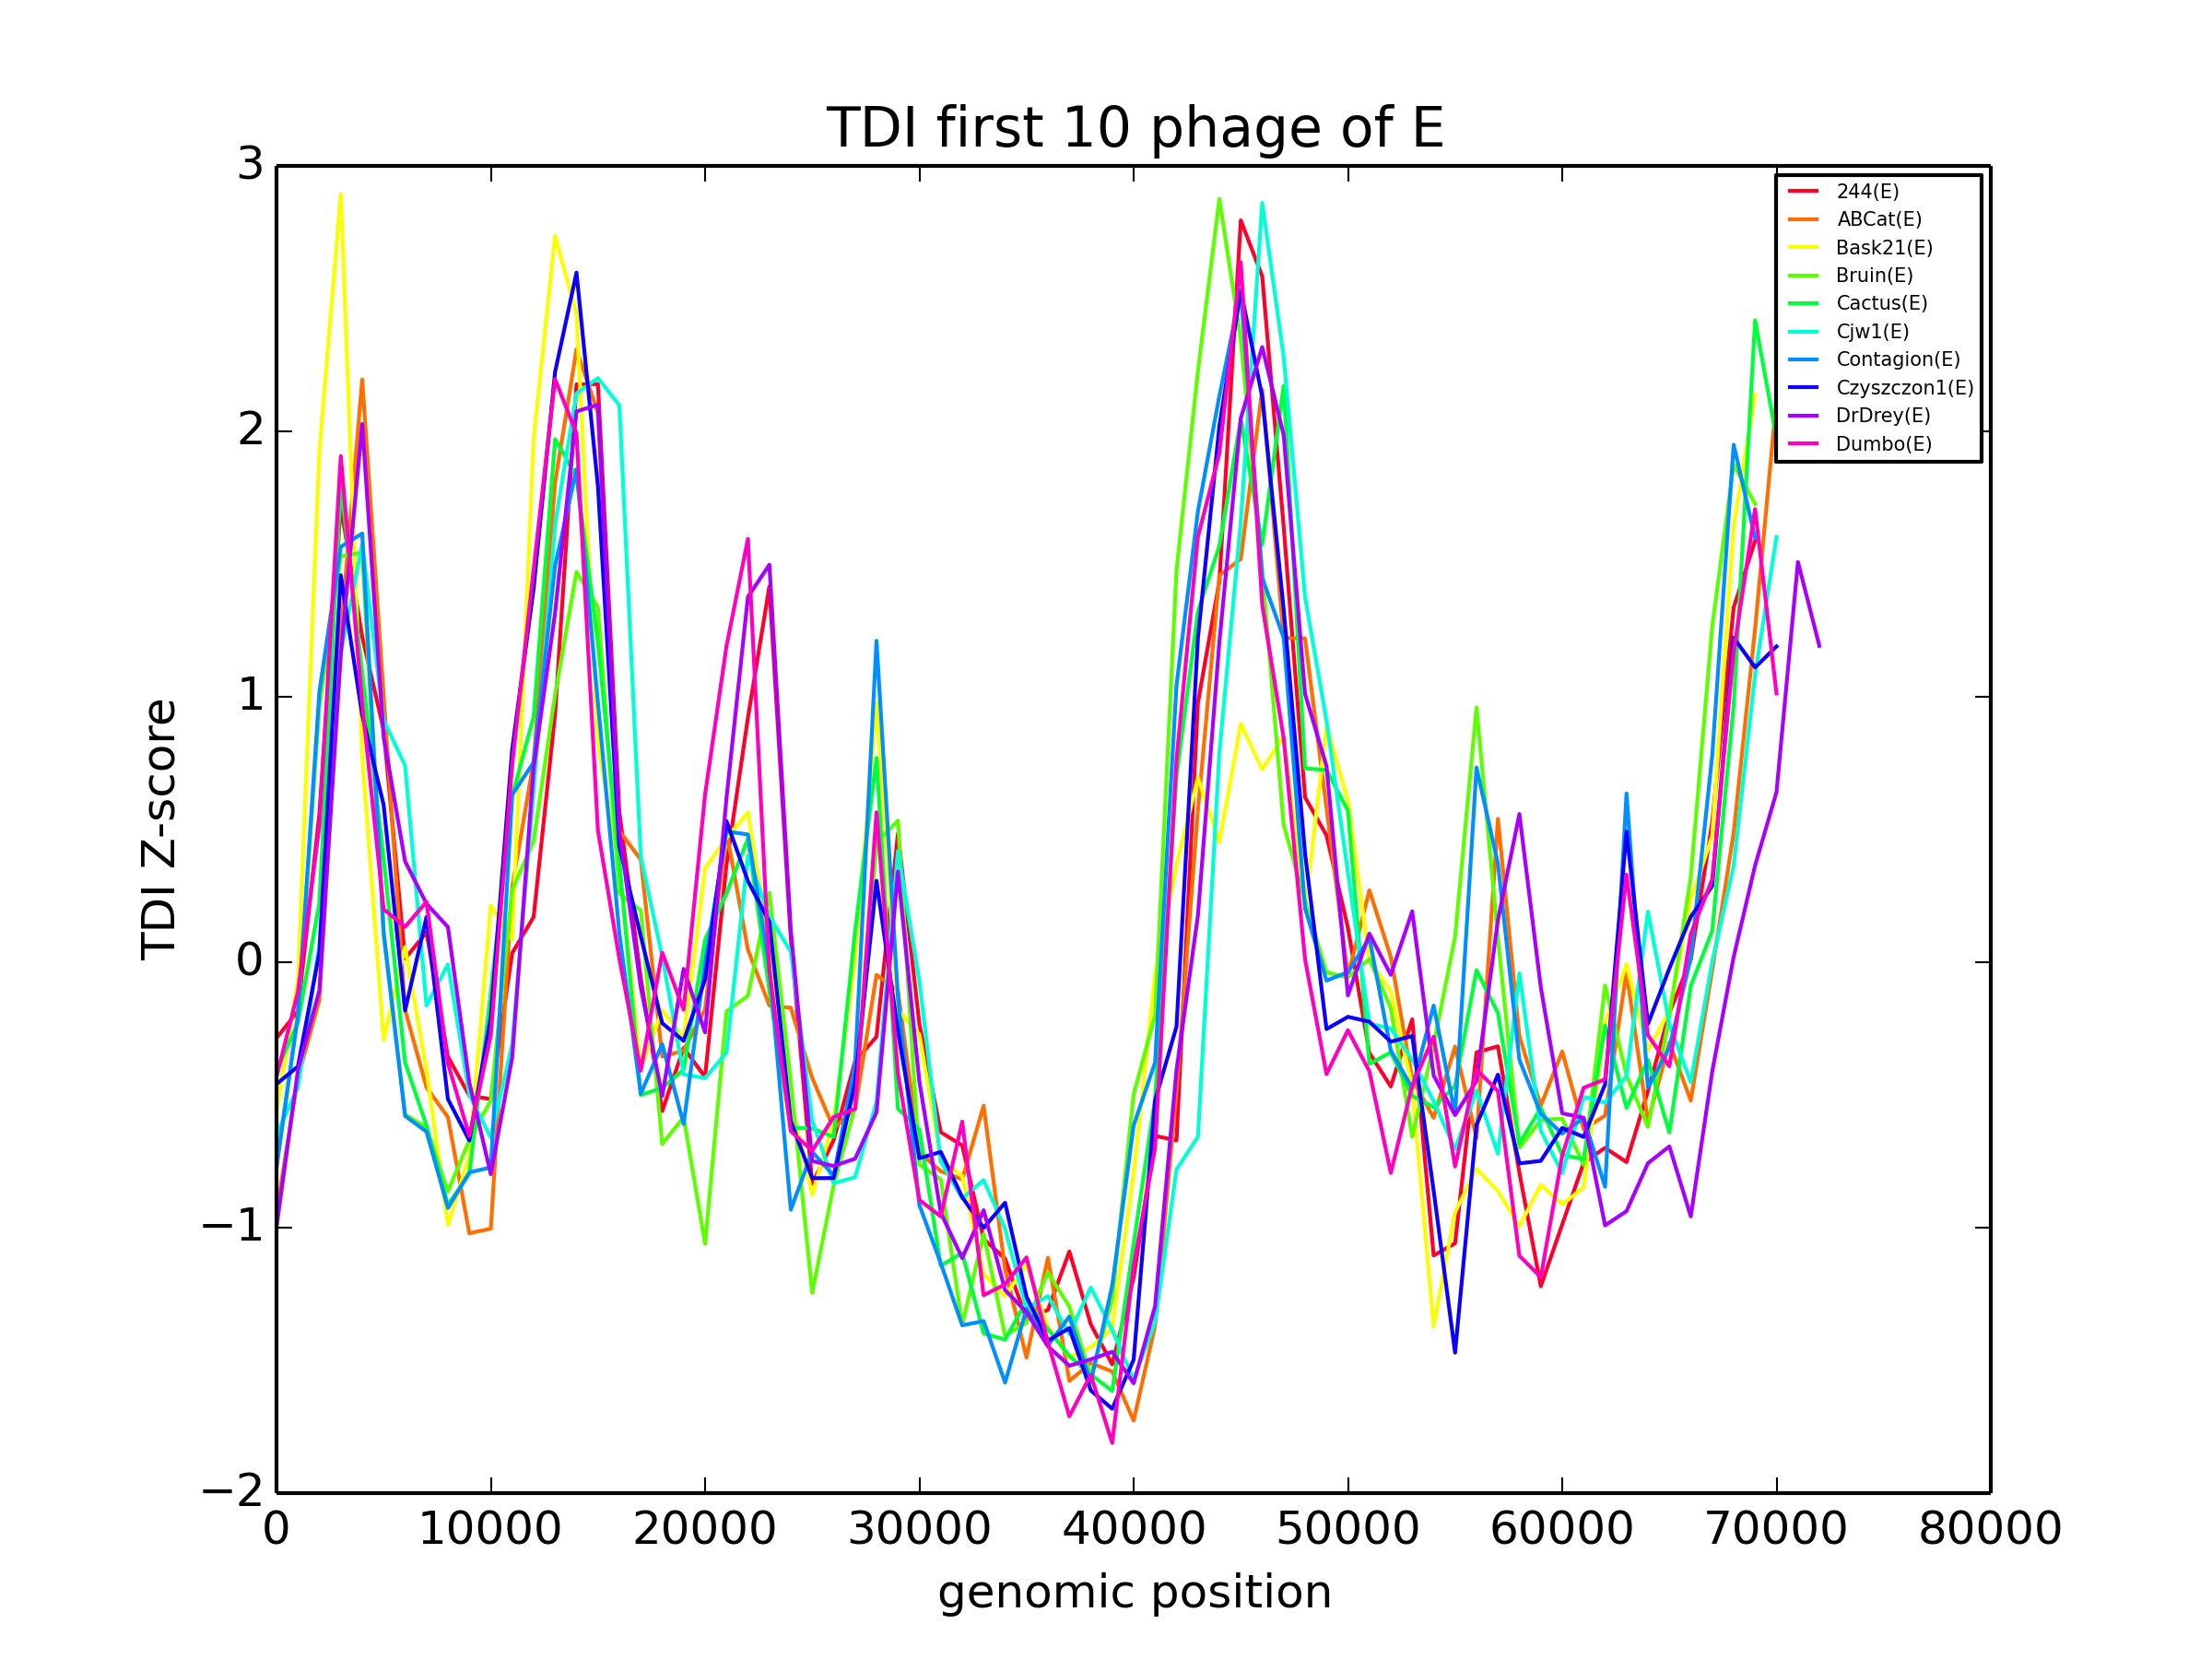 TDI first 10 phage of E
3
2
1
0
−1
−2
TDI Z-score
244(E)
ABCat(E)
Bask21(E)
Bruin(E)
Cactus(E)
Cjw1(E)
Contagion(E)
Czyszczon1(E)
DrDrey(E)
Dumbo(E)
0 10000 20000 30000 40000 50000 60000 70000 80000
genomic position